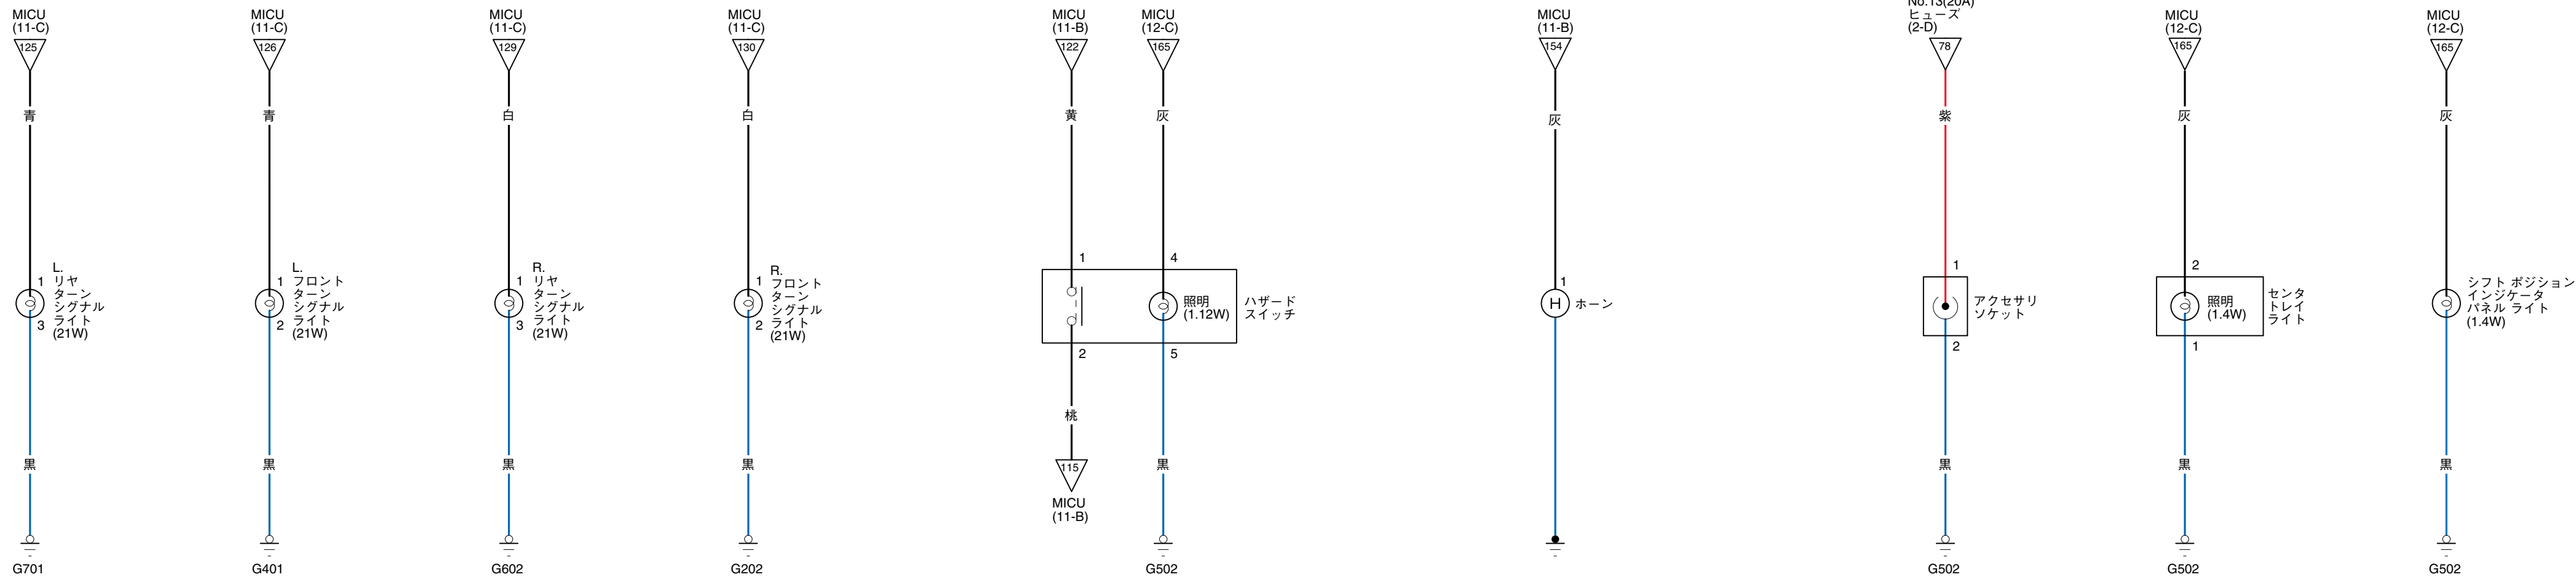 MICU
(11-C)
125
青
L.
1 リヤ
ターン
シグナル
ライト
3 (21W)
黒
G701
MICU
(11-C)
126
青
L.
1 フロント
ターン
シグナル
ライト
2 (21W)
黒
G401
MICU
(11-C)
129
白
R.
1 リヤ
ターン
シグナル
ライト
3 (21W)
黒
G602
MICU
(11-C)
130
白
R.
1 フロント
ターン
シグナル
ライト
2 (21W)
黒
G202
MICU
(11-B)
122
黄
1
2
桃
115
MICU
(11-B)
MICU
(12-C)
165
灰
4
照明
(1.12W)
ハザード
スイッチ
5
黒
G502
MICU
(11-B)
154
灰
1
H ホーン
No.13(20A)
ヒューズ
(2-D)
78
紫
1
アクセサリ
ソケット
2
黒
G502
MICU
(12-C)
165
灰
2
照明
(1.4W)
センタ
トレイ
ライト
1
黒
G502
MICU
(12-C)
165
灰
シフト ポジション
インジケータ
パネル ライト
(1.4W)
黒
G502